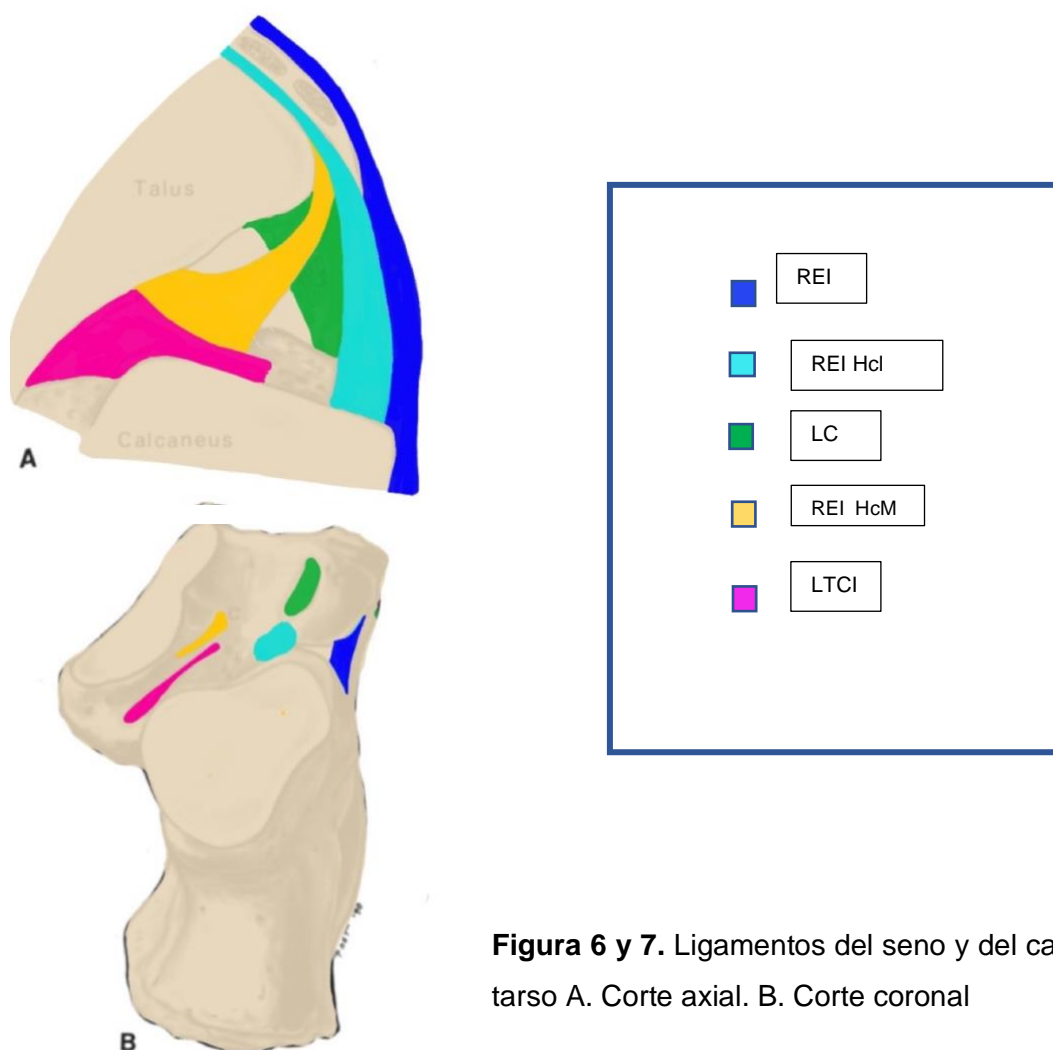 Talus
Calcaneus
A
REI
REI Hcl
LC
REI HcM
LTCI
C
B
Figura 6 y 7. Ligamentos del seno y del ca
tarso A. Corte axial. B. Corte coronal